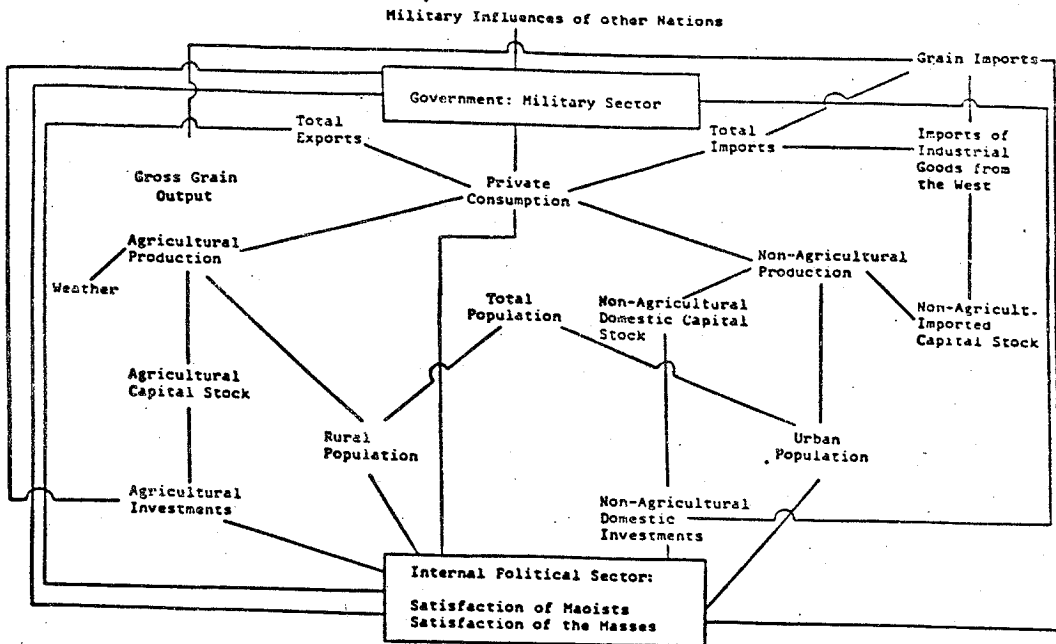 Military Influences of other Nations
Grain Imports
Government: Military Sector
Total
Exports
Total
Imports
Imports of
Industrial
Goods from
the West
Gross Grain
Output
Private
Consumption
Agricultural
Production
Non-Agricultural
Production
Weather
Total
Population
Non-Agricultural
Domestic Capital
Stock
Non-Agricult.
Imported
Capital Stock
Agricultural
Capital Stock
Rural
Population
Urban
Population
Agricultural
Investments
Non-Agricultural
Domestic
Investments
Internal Political Sector:
Satisfaction of Maoists
Satisfaction of the Masses